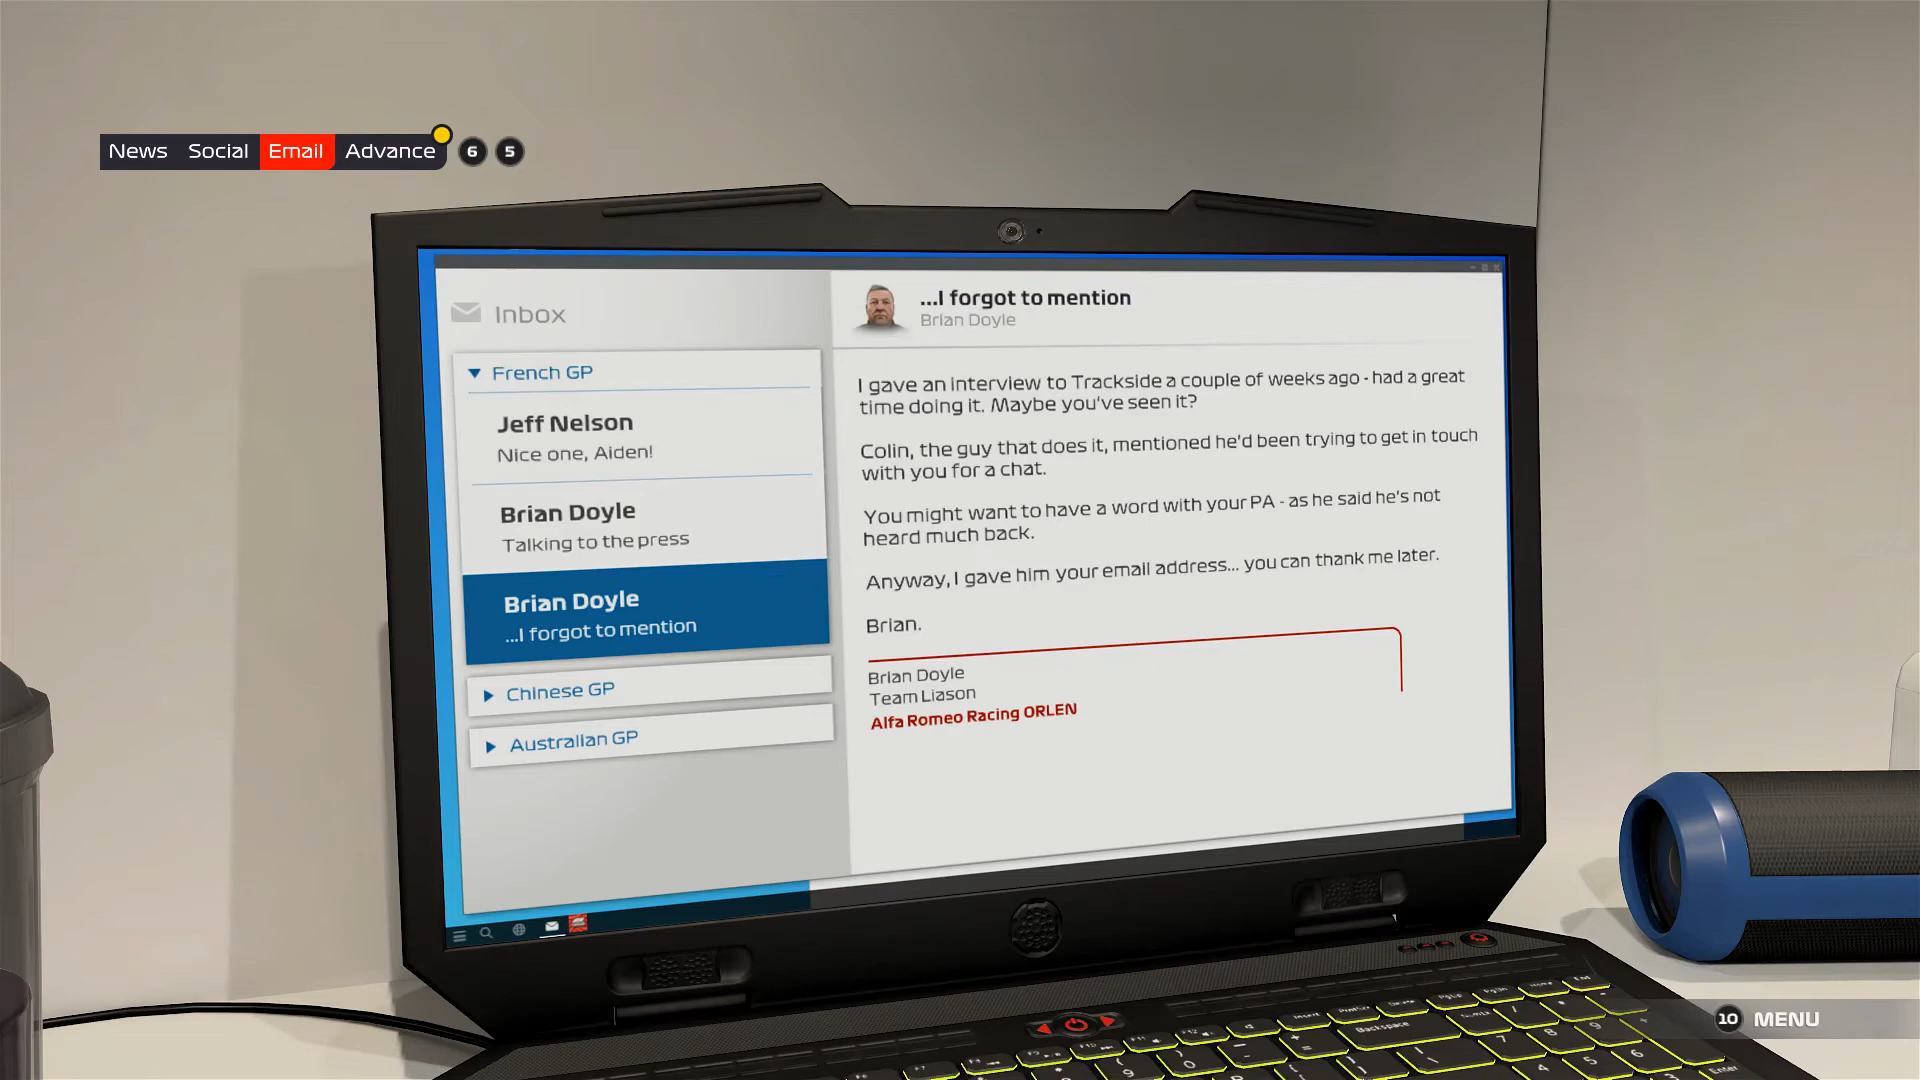 News Social Email Advance 6 5
Inbox
French GP
Jeff Nelson
Nice one, Aiden!
Brian Doyle
Talking to the press
Brian Doyle
...I forgot to mention
Chinese GP
Australian GP
...I forgot to mention
Brian Doyle
I gave an interview to Trackside a couple of weeks ago - had a great
time doing it. Maybe you've seen it?
Colin, the guy that does it, mentioned he'd been trying to get in touch
with you for a chat.
You might want to have a word with your PA - as he said he's not
heard much back.
Anyway, I gave him your email address... you can thank me later.
Brian.
Brian Doyle
Team Liason
Alfa Romeo Racing ORLEN
10 MENU
Backspace
Enter